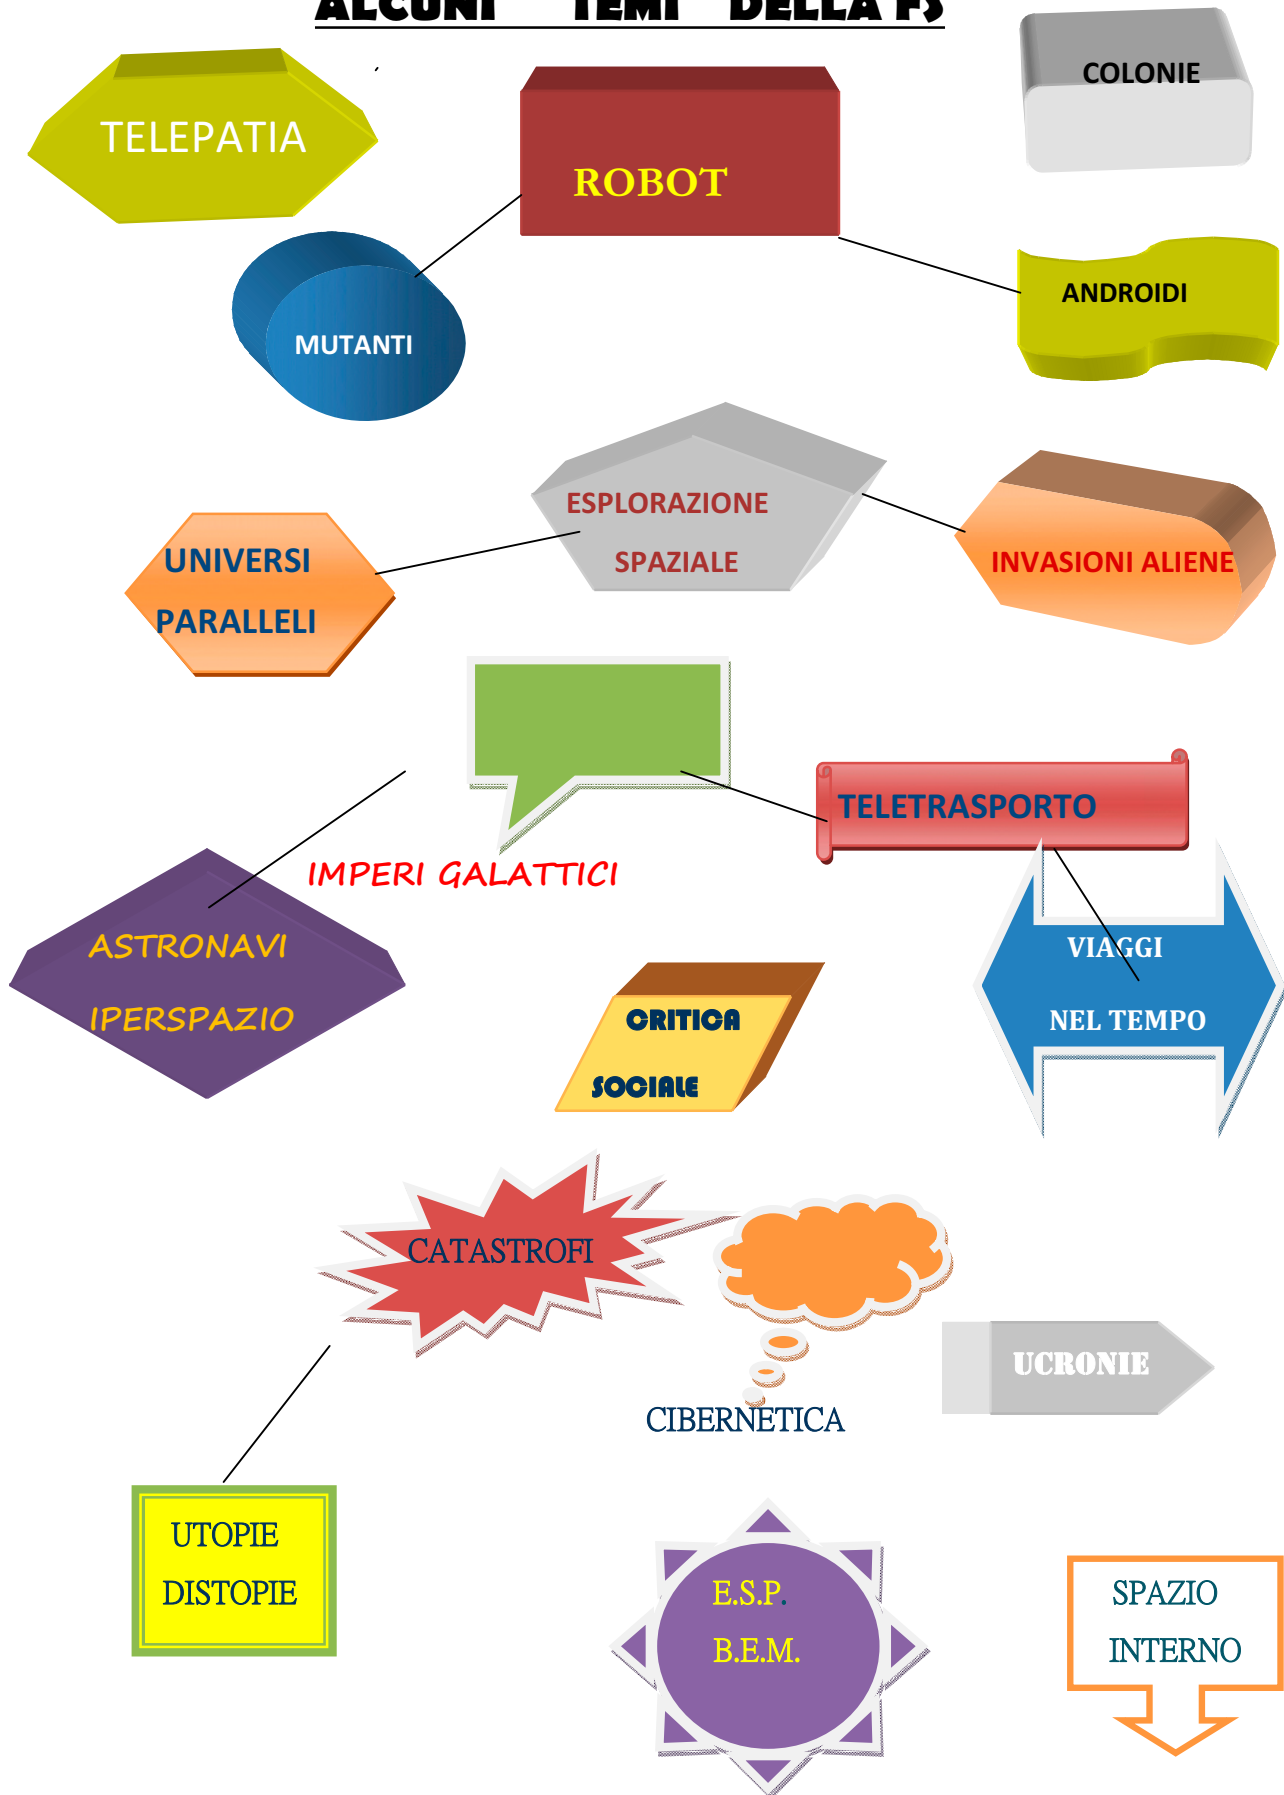 ALCUNI TEMI DELLA FS
COLONIE
TELEPATIA
ROBOT
ANDROIDI
MUTANTI
ESPLORAZIONE
SPAZIALE
INVASIONI ALIENE
UNIVERSI
PARALLELI
TELETRASPORTO
IMPERI GALATTICI
ASTRONAVI
IPERSPAZIO
VIAGGI
NEL TEMPO
CRITICA
SOCIALE
CATASTROFI
UCRONIE
CIBERNETICA
UTOPIE
DISTOPIE
E.S.P.
B.E.M.
SPAZIO
INTERNO